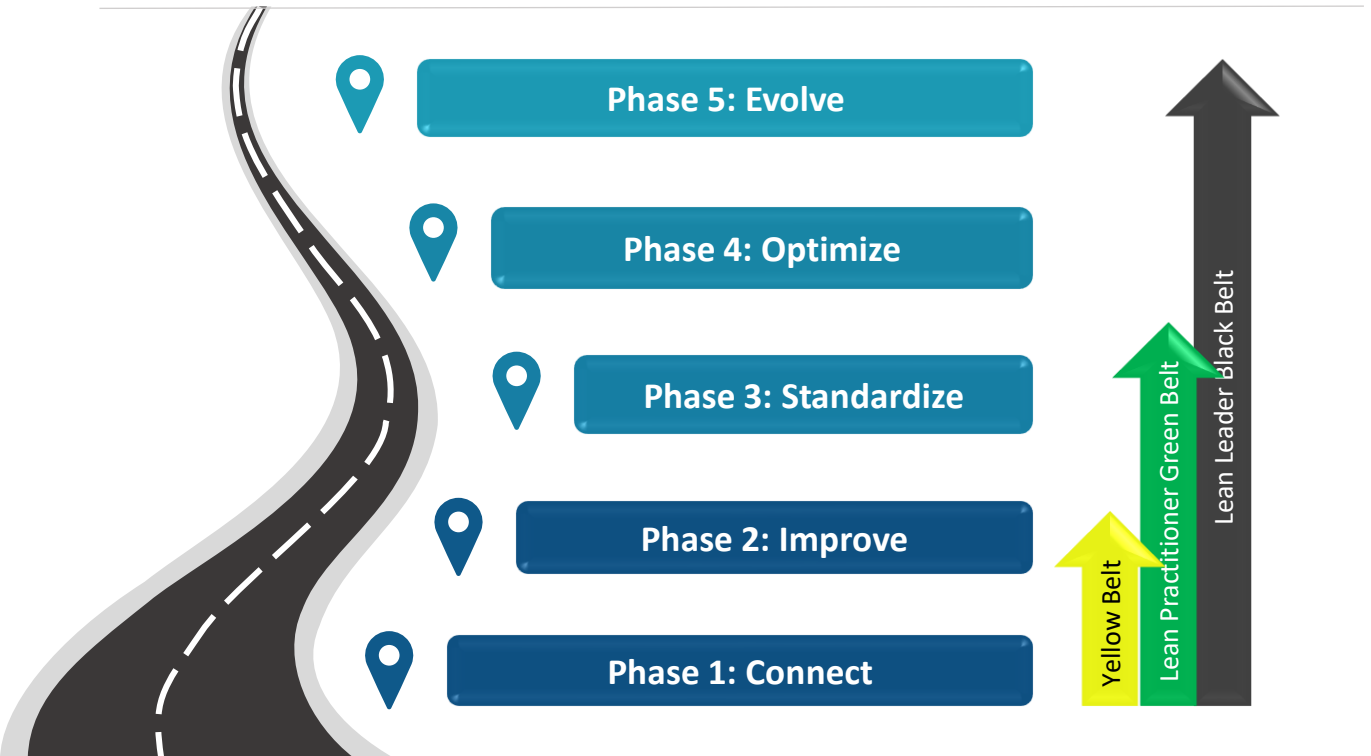 Phase 5: Evolve
Phase 4: Optimize
Phase 3: Standardize
Phase 2: Improve
Phase 1: Connect
Yellow Belt
Lean Practitioner Green Belt
Lean Leader Black Belt